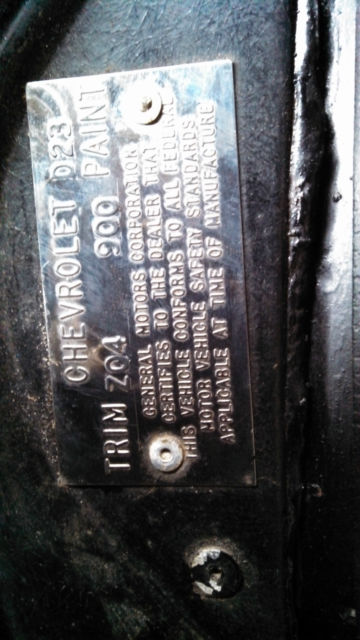 CHEVROLET D23
TRIM Z04 900 PAINT
GENERAL MOTORS CORPORATION
CERTIFIES TO THE DEALER THAT
THIS VEHICLE CONFORMS TO ALL FEDERAL
MOTOR VEHICLE SAFETY STANDARDS
APPLICABLE AT TIME OF MANUFACTURE